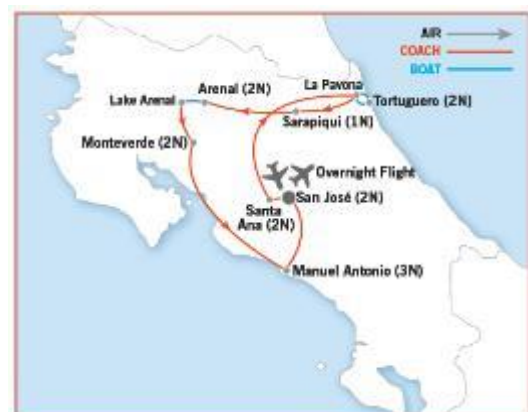 AIR
COACH
BOAT
La Pavona
Arenal (2N)
Lake Arenal
Tortuguero (2N)
Sarapiqui (1N)
Monteverde (2N)
Overnight Flight
San José (2N)
Santa
Ana (2N)
Manuel Antonio (3N)